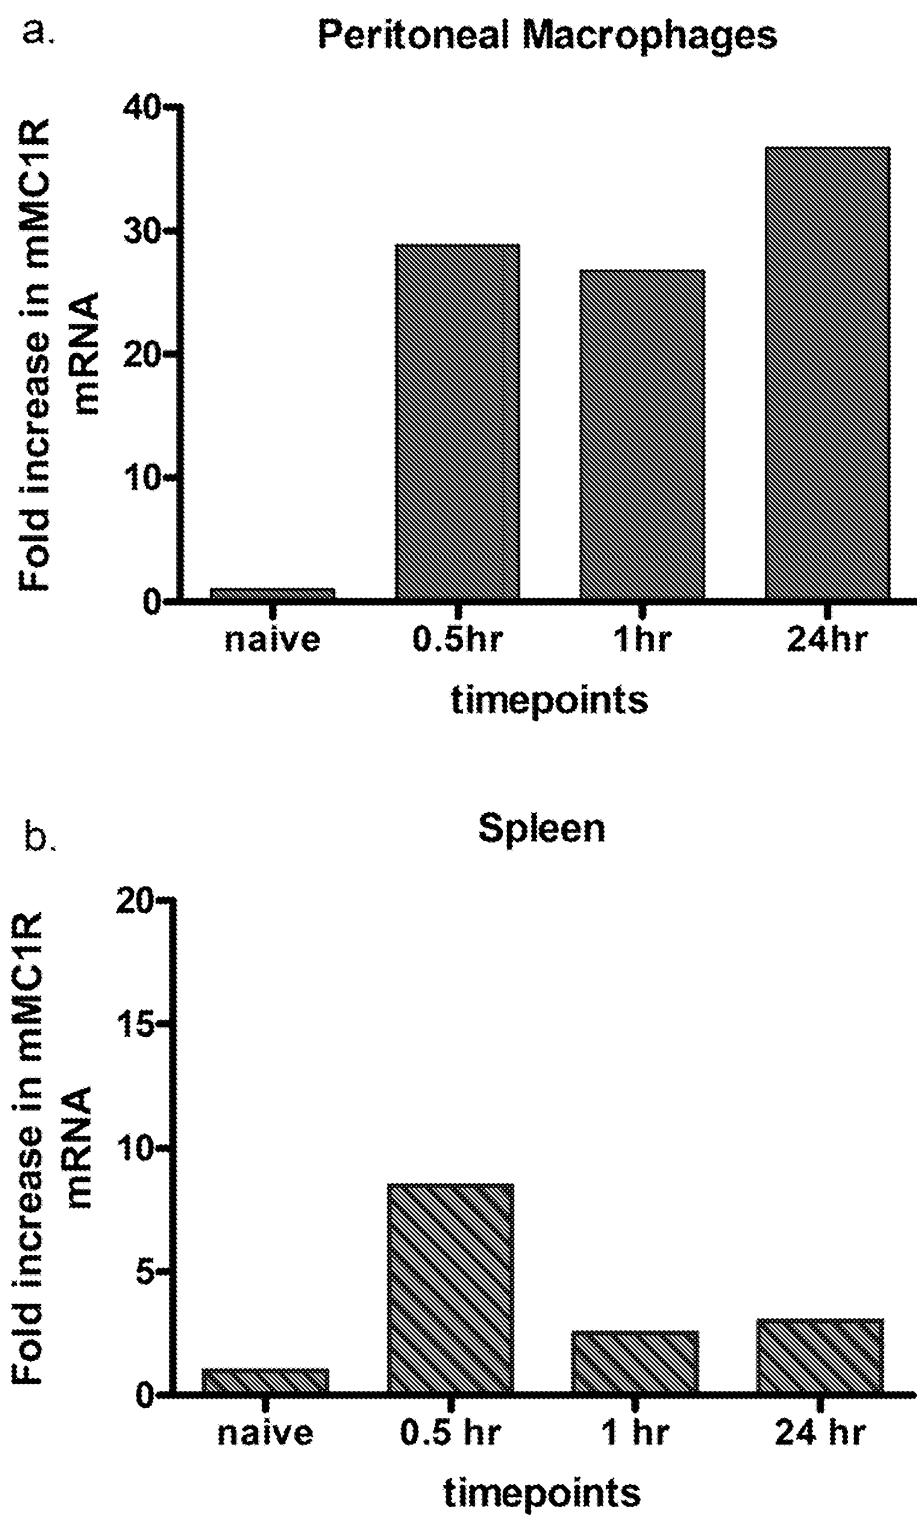 a.
Peritoneal Macrophages
Fold increase in mMC1R
mRNA
40
30
20
10
0
naive 0.5hr 1hr 24hr
timepoints
b.
Spleen
Fold increase in mMC1R
mRNA
20
15
10
5
0
naive 0.5 hr 1 hr 24 hr
timepoints